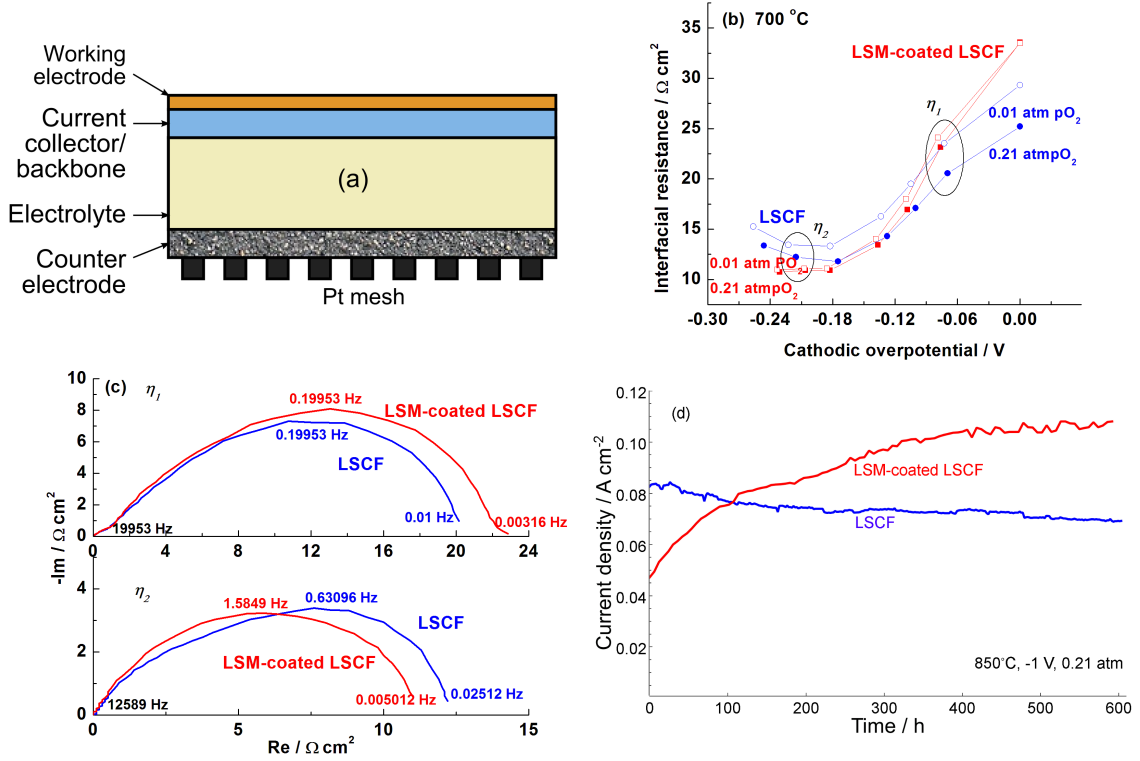 Working
electrode
Current
collector/
backbone
Electrolyte
Counter
electrode
(a)
Pt mesh
(b) 700 °C
LSM-coated LSCF
η1
0.01 atm pO2
0.21 atmpO2
LSCF
η2
0.01 atm PO2
0.21 atmpO2
Interfacial resistance / Ω cm2
35
30
25
20
15
10
-0.30 -0.24 -0.18 -0.12 -0.06 0.00
Cathodic overpotential / V
(c) η1
0.19953 Hz
LSM-coated LSCF
0.19953 Hz
LSCF
0.01 Hz
0.00316 Hz
19953 Hz
10
8
6
4
2
0
0 4 8 12 16 20 24
-Im / Ω cm2
η2
1.5849 Hz
0.63096 Hz
LSCF
LSM-coated LSCF
0.005012 Hz
0.02512 Hz
12589 Hz
4
2
0
0 5 10 15
Re / Ω cm2
(d)
LSM-coated LSCF
LSCF
850°C, -1 V, 0.21 atm
Current density / A cm-2
0.12
0.10
0.08
0.06
0.04
0.02
0 100 200 300 400 500 600
Time / h